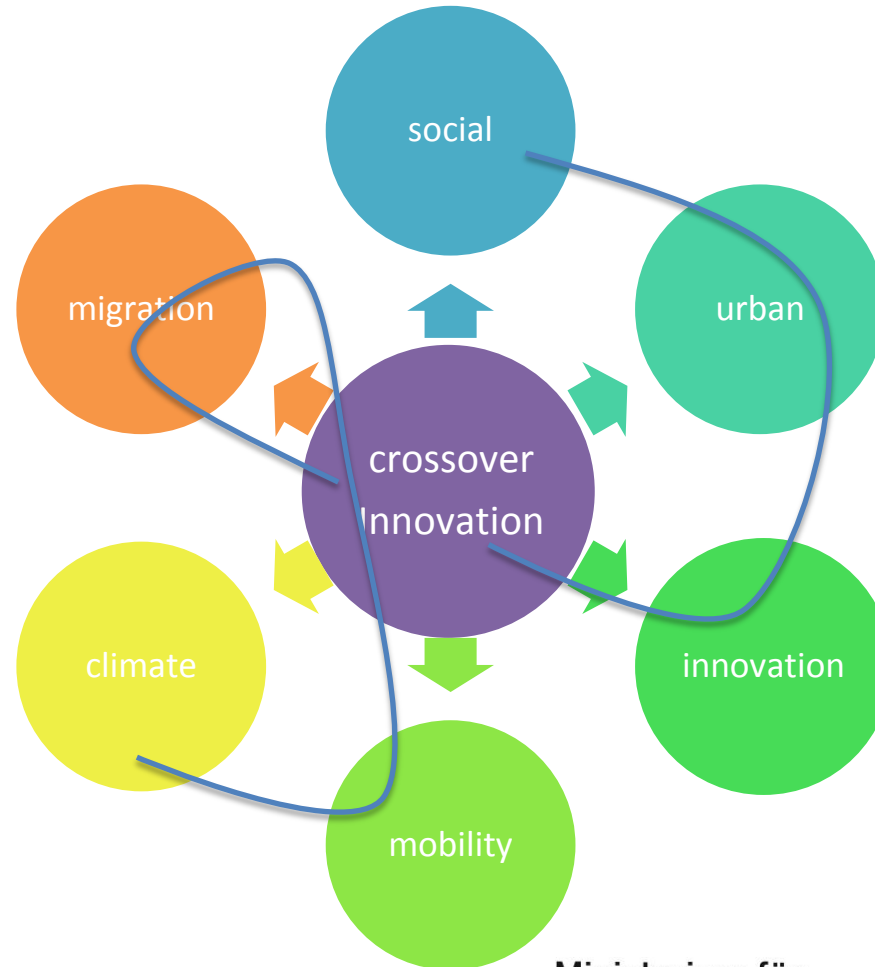 social
migration
urban
crossover
Innovation
climate
innovation
mobility